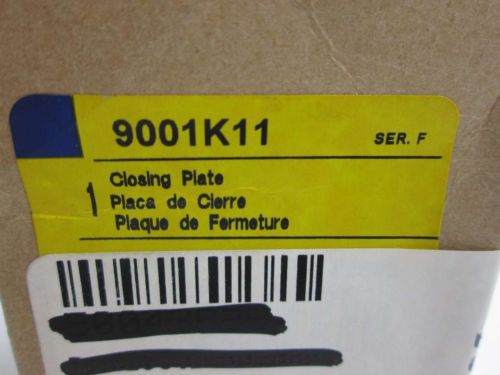 9001K11 SER. F
1 Closing Plate
Placa de Cierre
Plaque de Fermeture